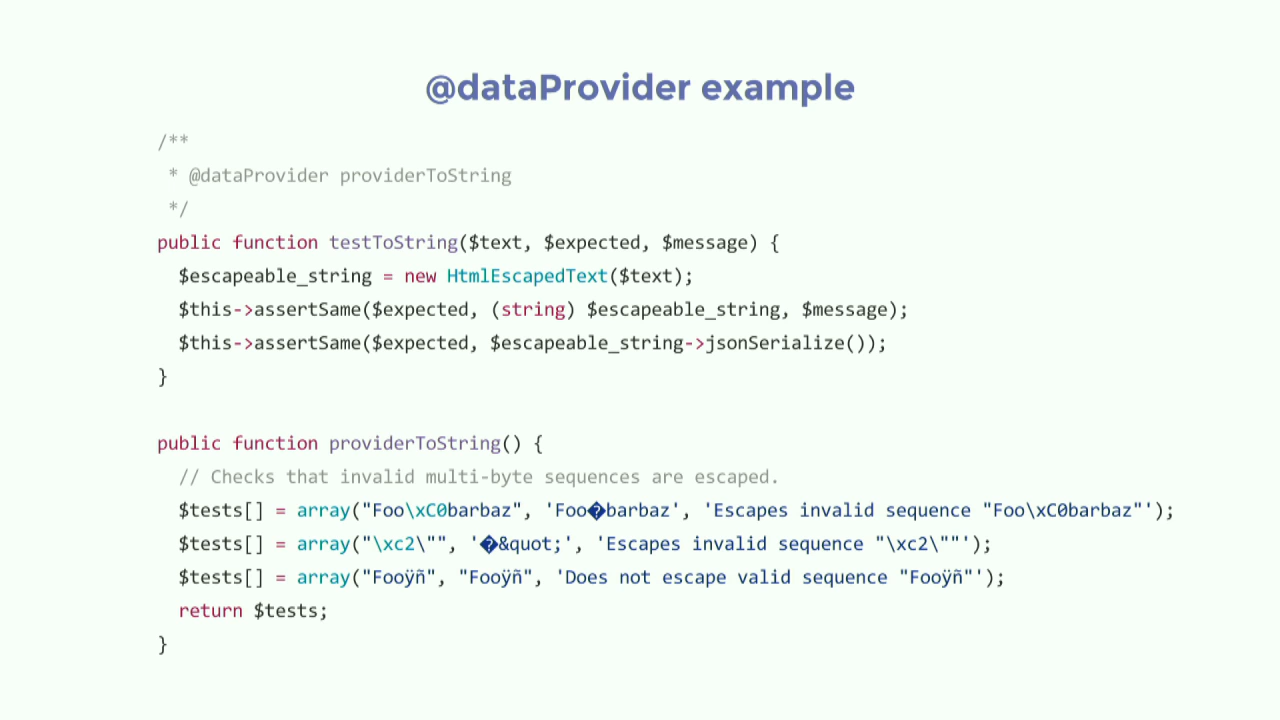 @dataProvider example
/**
 * @dataProvider providerToString
 */
public function testToString($text, $expected, $message) {
  $escapeable_string = new HtmlEscapedText($text);
  $this->assertSame($expected, (string) $escapeable_string, $message);
  $this->assertSame($expected, $escapeable_string->jsonSerialize());
}
public function providerToString() {
  // Checks that invalid multi-byte sequences are escaped.
  $tests[] = array("Foo\xC0barbaz", 'Foo�barbaz', 'Escapes invalid sequence "Foo\xC0barbaz"');
  $tests[] = array("\xc2\"", '�&quot;', 'Escapes invalid sequence "\xc2\""');
  $tests[] = array("Fooÿñ", "Fooÿñ", 'Does not escape valid sequence "Fooÿñ"');
  return $tests;
}